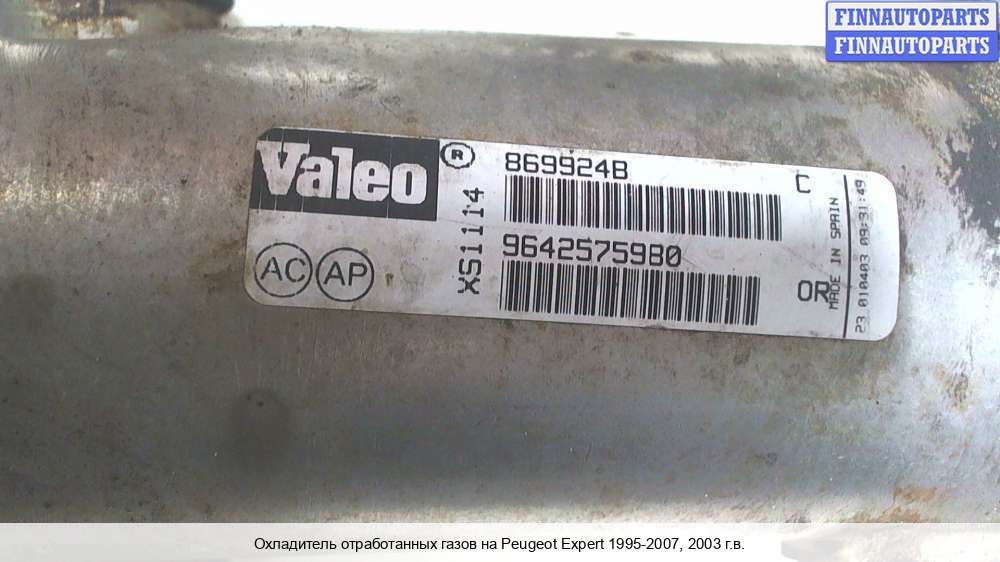 FINNAUTOPARTS
FINNAUTOPARTS
Valeo ®
XS1114
869924B
C
9642575980
OR
AC AP
MADE IN SPAIN
23 010403 09:31:49
Охладитель отработанных газов на Peugeot Expert 1995-2007, 2003 г.в.